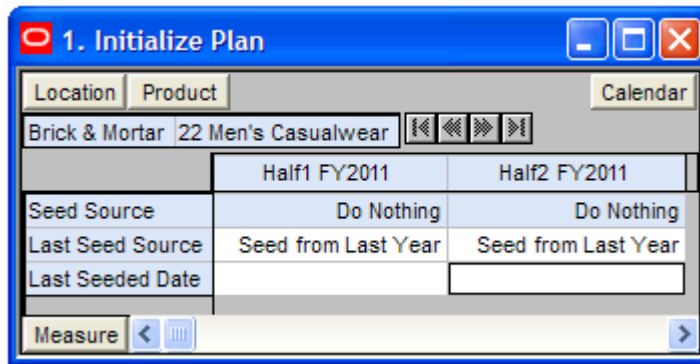 1. Initialize Plan
Location Product Calendar
Brick & Mortar 22 Men's Casualwear
Half1 FY2011 Half2 FY2011
Seed Source Do Nothing Do Nothing
Last Seed Source Seed from Last Year Seed from Last Year
Last Seeded Date
Measure